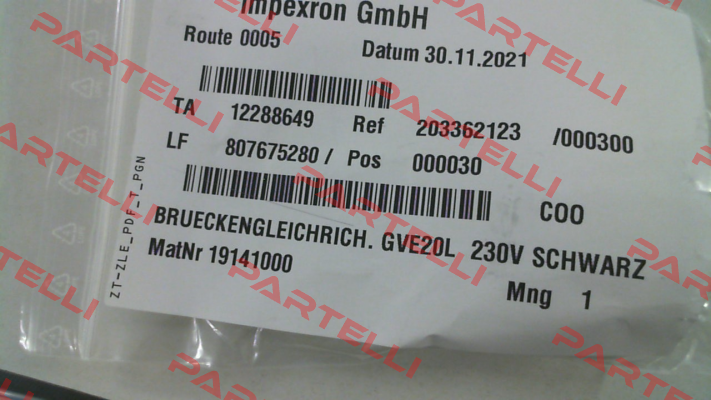 Impexron GmbH
Route 0005 Datum 30.11.2021
TA 12288649 Ref 203362123 /000300
LF 807675280 / Pos 000030
COO
BRUECKENGLEICHRICH. GVE20L 230V SCHWARZ
MatNr 19141000
Mng 1
ZT-ZLE_PDF_T_PGN
PARTELLI
PARTELLI
PARTELLI
PARTELLI
PARTELLI
PARTELLI
PARTELLI
PARTELLI